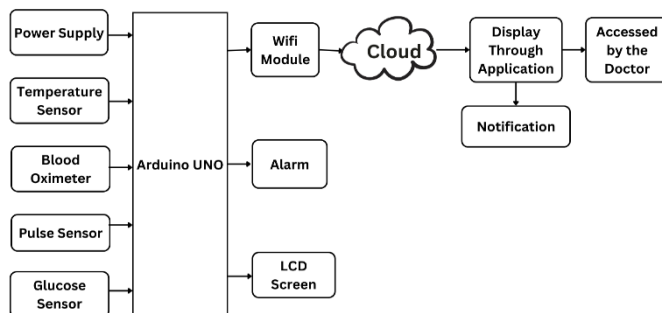 Power Supply
Temperature
Sensor
Blood
Oximeter
Pulse Sensor
Glucose
Sensor
Arduino UNO
Wifi
Module
Alarm
LCD
Screen
Cloud
Display
Through
Application
Notification
Accessed
by the
Doctor